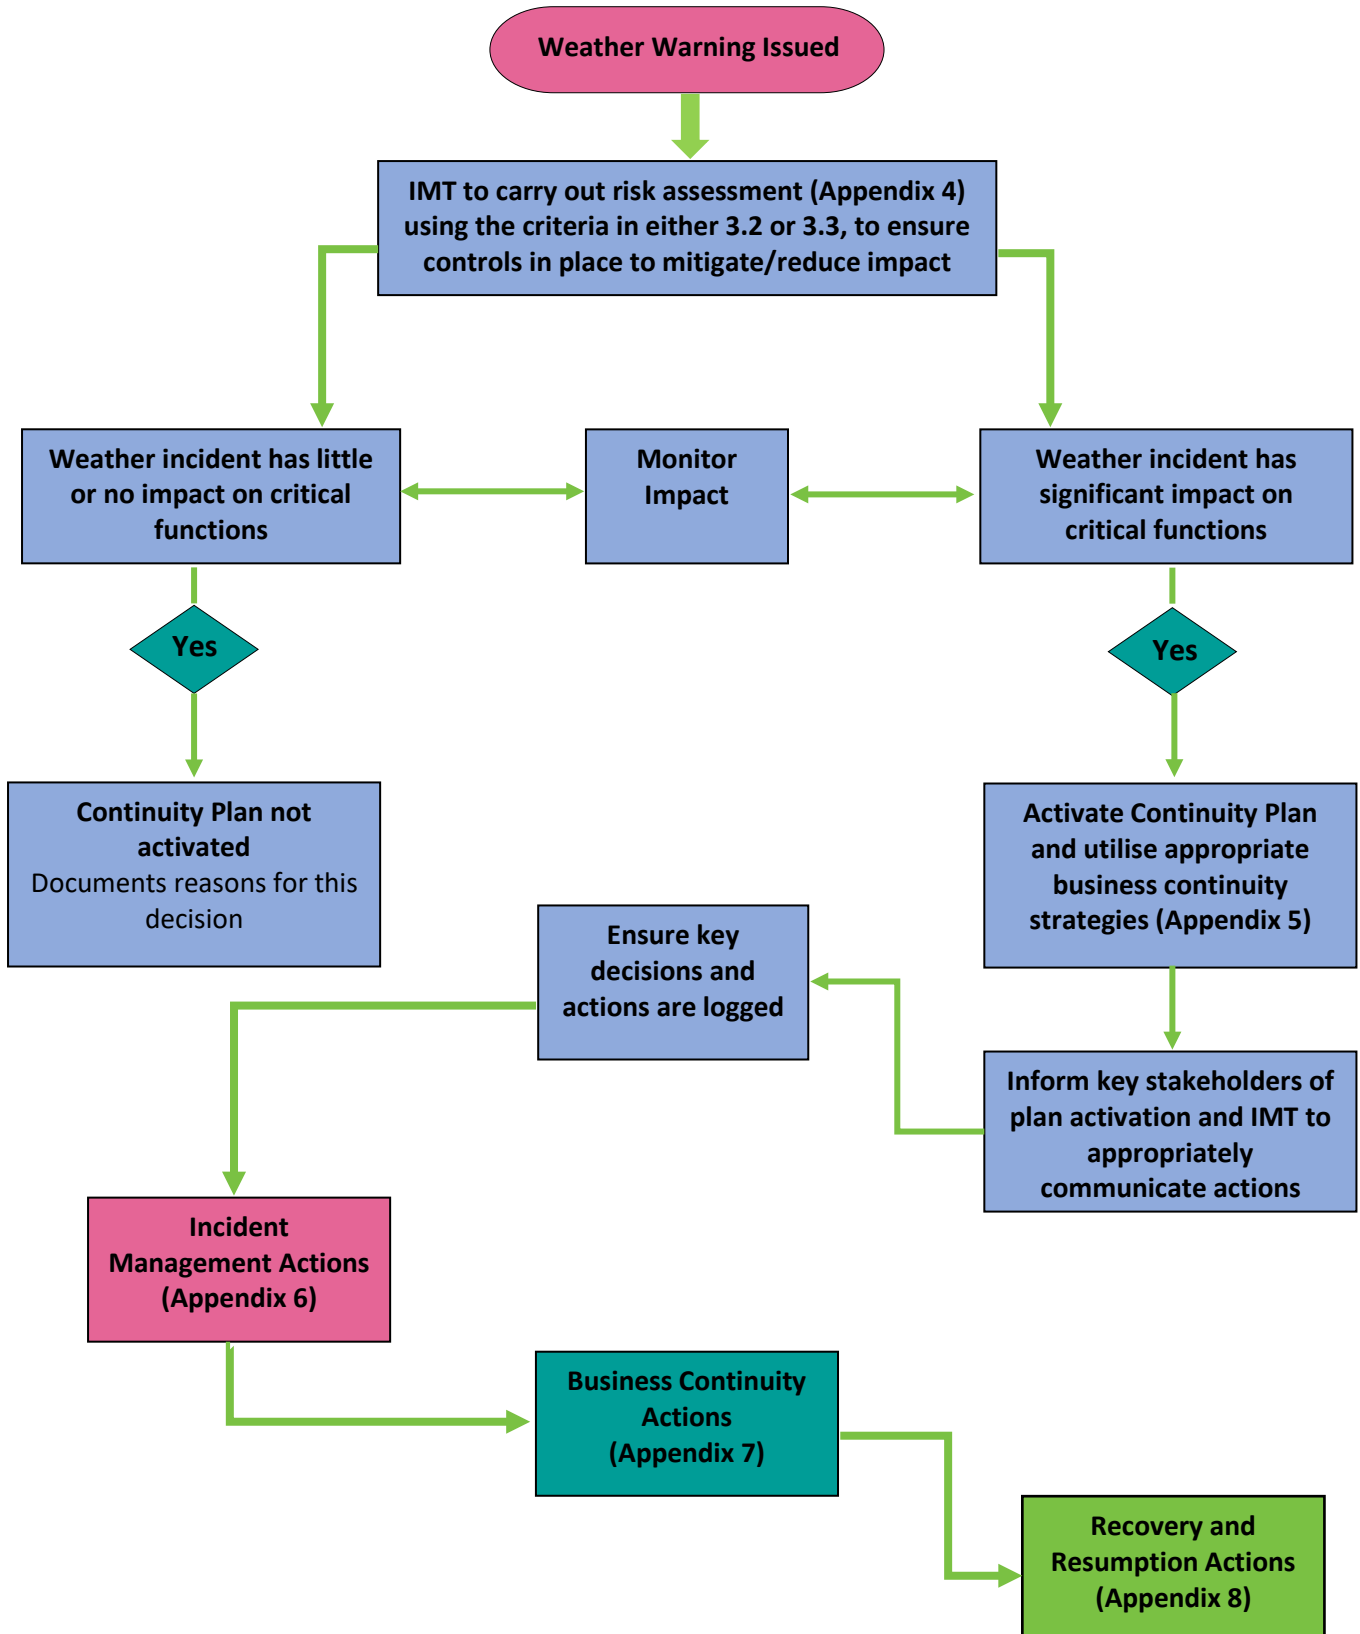 Weather Warning Issued
IMT to carry out risk assessment (Appendix 4)
using the criteria in either 3.2 or 3.3, to ensure
controls in place to mitigate/reduce impact
Weather incident has little
or no impact on critical
functions
Monitor
Impact
Weather incident has
significant impact on
critical functions
Yes
Yes
Continuity Plan not
activated
Documents reasons for this
decision
Activate Continuity Plan
and utilise appropriate
business continuity
strategies (Appendix 5)
Ensure key
decisions and
actions are logged
Inform key stakeholders of
plan activation and IMT to
appropriately
communicate actions
Incident
Management Actions
(Appendix 6)
Business Continuity
Actions
(Appendix 7)
Recovery and
Resumption Actions
(Appendix 8)